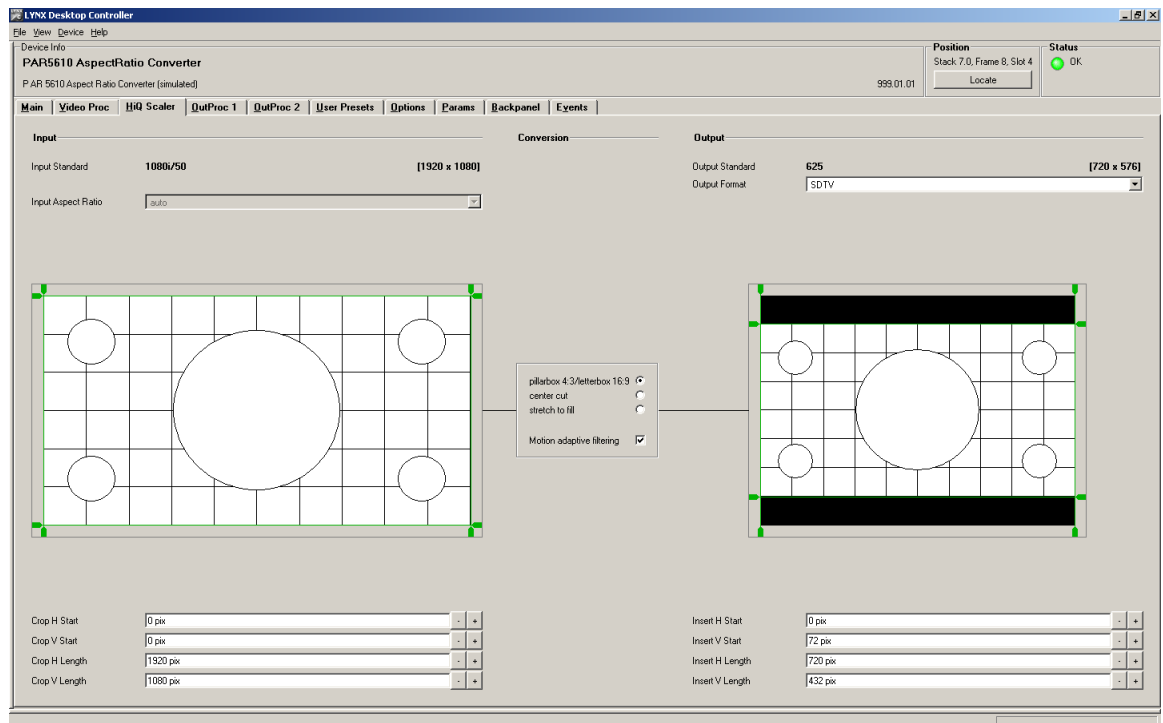 LYNX Desktop Controller
File View Device Help
Device Info
PAR5610 AspectRatio Converter
PAR 5610 Aspect Ratio Converter (simulated)
999.01.01
Position
Stack 7.0, Frame 8, Slot 4
Locate
Status
OK
Main Video Proc HiQ Scaler OutProc 1 OutProc 2 User Presets Options Params Backpanel Events
Input
Input Standard 1080i/50 [1920 x 1080]
Input Aspect Ratio auto
Conversion
pillarbox 4:3/letterbox 16:9
center cut
stretch to fill
Motion adaptive filtering
Output
Output Standard 625 [720 x 576]
Output Format SDTV
Crop H Start 0 pix - +
Crop V Start 0 pix - +
Crop H Length 1920 pix - +
Crop V Length 1080 pix - +
Insert H Start 0 pix - +
Insert V Start 72 pix - +
Insert H Length 720 pix - +
Insert V Length 432 pix - +